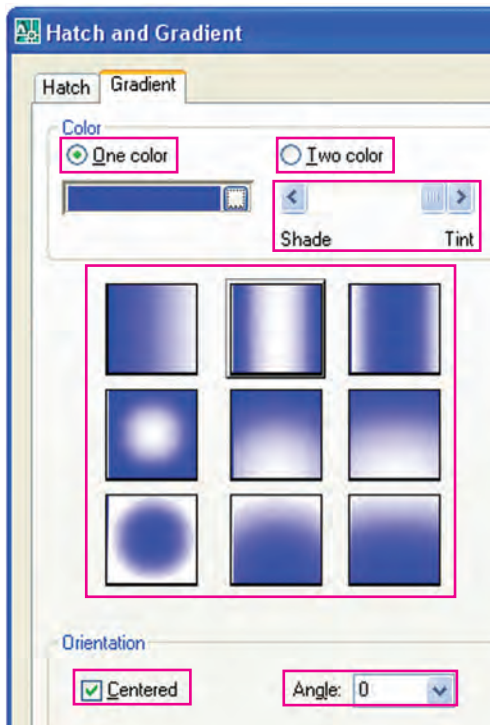 Hatch and Gradient
Hatch Gradient
Color
One color Two color
Shade Tint
Orientation
Centered Angle: 0